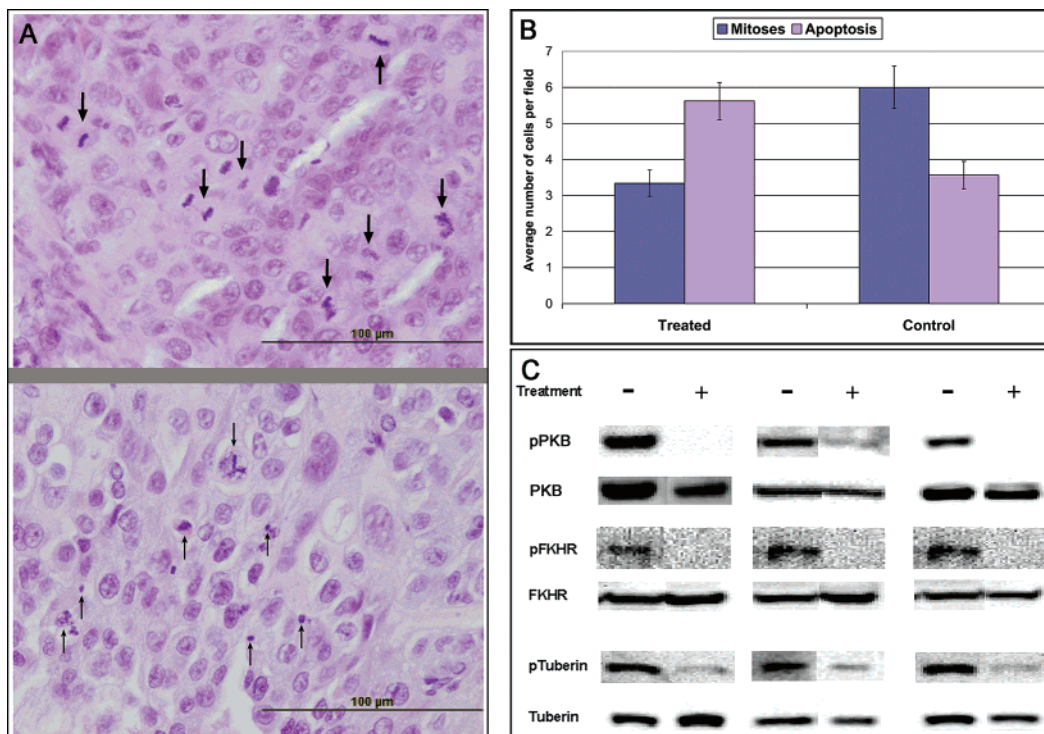 A
100 µm
100 µm
B
Mitoses Apoptosis
Average number of cells per field
7
6
5
4
3
2
1
0
Treated Control
C
Treatment - + - + - +
pPKB
PKB
pFKHR
FKHR
pTuberin
Tuberin